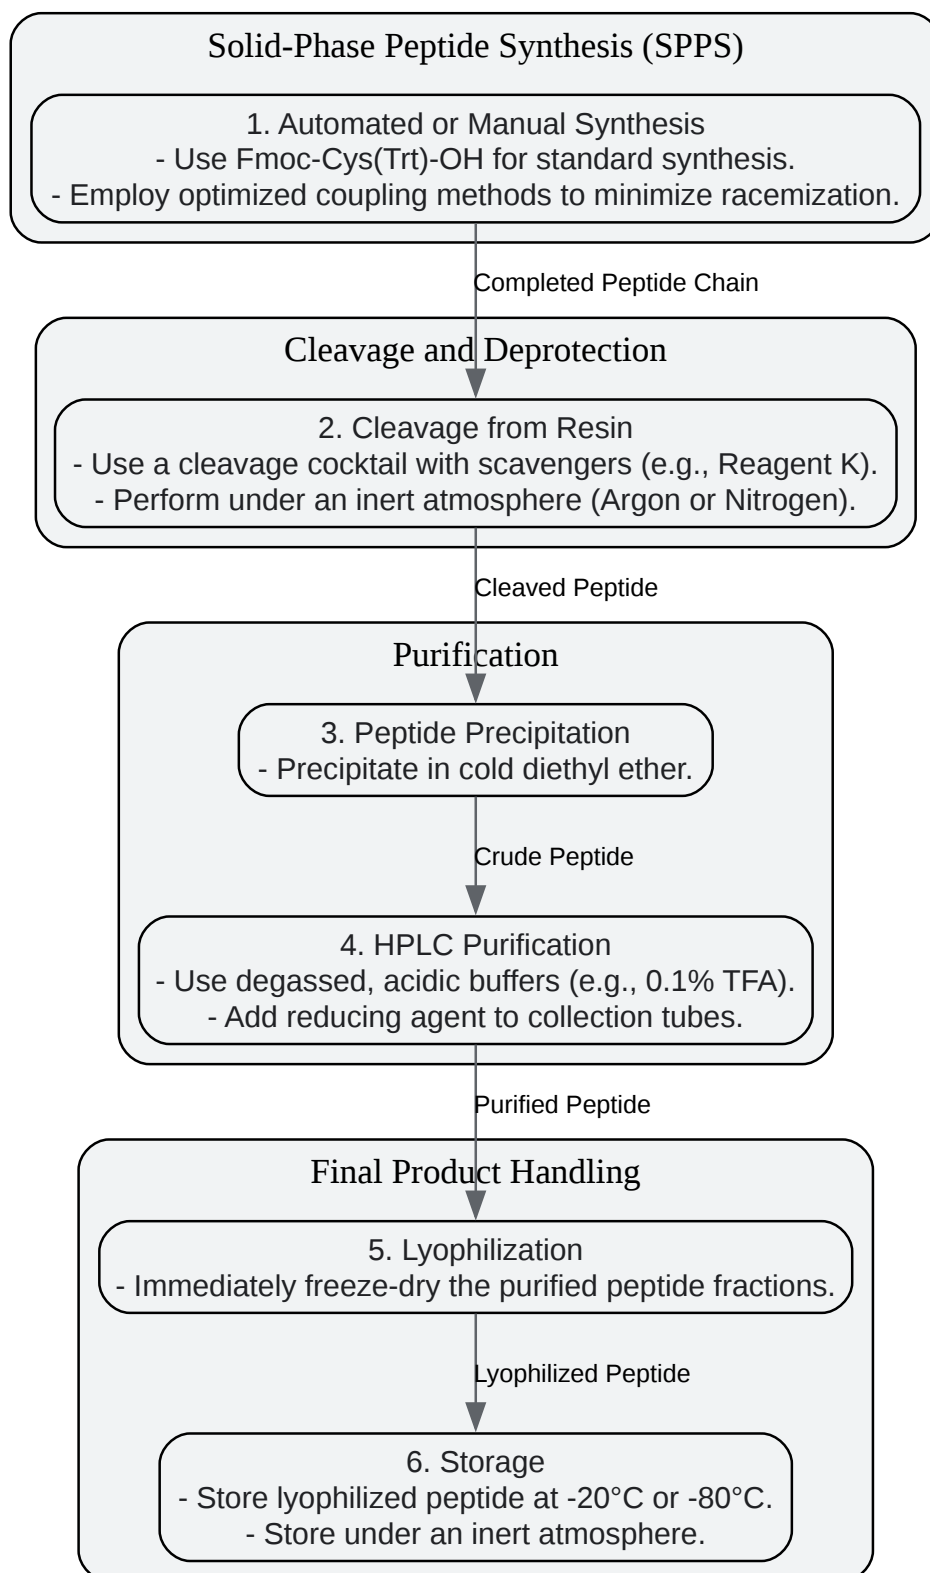 Solid-Phase Peptide Synthesis (SPPS)
1. Automated or Manual Synthesis
- Use Fmoc-Cys(Trt)-OH for standard synthesis.
- Employ optimized coupling methods to minimize racemization.
Completed Peptide Chain
Cleavage and Deprotection
2. Cleavage from Resin
- Use a cleavage cocktail with scavengers (e.g., Reagent K).
- Perform under an inert atmosphere (Argon or Nitrogen).
Cleaved Peptide
Purification
3. Peptide Precipitation
- Precipitate in cold diethyl ether.
Crude Peptide
4. HPLC Purification
- Use degassed, acidic buffers (e.g., 0.1% TFA).
- Add reducing agent to collection tubes.
Purified Peptide
Final Product Handling
5. Lyophilization
- Immediately freeze-dry the purified peptide fractions.
Lyophilized Peptide
6. Storage
- Store lyophilized peptide at -20°C or -80°C.
- Store under an inert atmosphere.